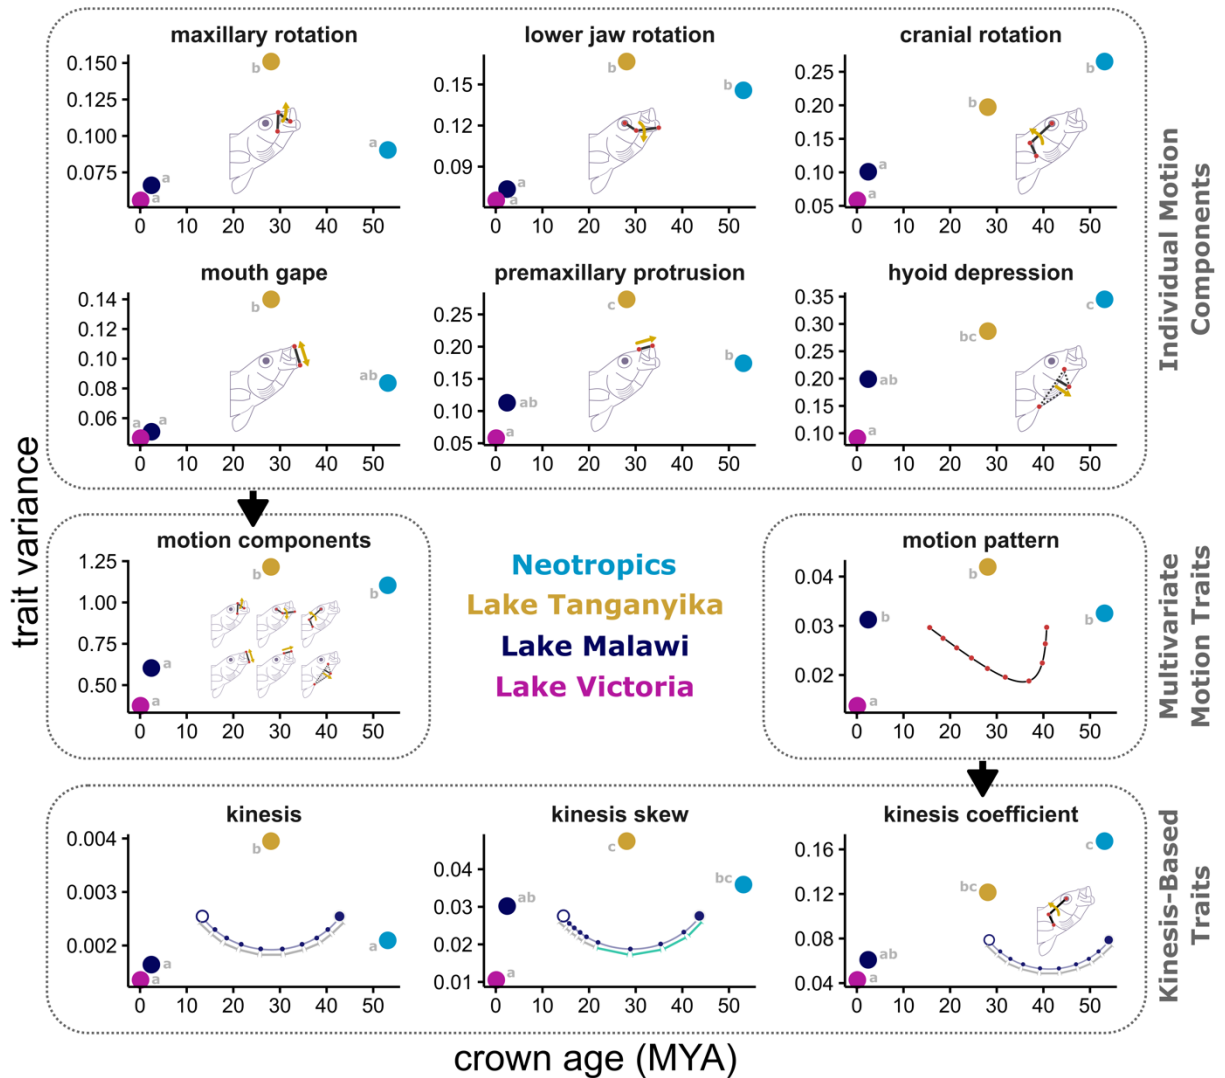 maxillary rotation
0.150
0.125
0.100
0.075
0 10 20 30 40 50
a
a
b
a
lower jaw rotation
0.15
0.12
0.09
0 10 20 30 40 50
a
a
b
b
cranial rotation
0.25
0.20
0.15
0.10
0.05
0 10 20 30 40 50
a
a
b
b
mouth gape
0.14
0.12
0.10
0.08
0.06
0 10 20 30 40 50
a
a
b
ab
premaxillary protrusion
0.25
0.20
0.15
0.10
0.05
0 10 20 30 40 50
a
ab
c
b
hyoid depression
0.35
0.30
0.25
0.20
0.15
0.10
0 10 20 30 40 50
a
ab
bc
c
Individual Motion
Components
trait variance
motion components
1.25
1.00
0.75
0.50
0 10 20 30 40 50
a
a
b
b
Neotropics
Lake Tanganyika
Lake Malawi
Lake Victoria
motion pattern
0.04
0.03
0.02
0 10 20 30 40 50
a
b
b
b
Multivariate
Motion Traits
kinesis
0.004
0.003
0.002
0 10 20 30 40 50
a
a
b
a
kinesis skew
0.04
0.03
0.02
0.01
0 10 20 30 40 50
a
ab
c
bc
kinesis coefficient
0.16
0.12
0.08
0.04
0 10 20 30 40 50
a
ab
bc
c
Kinesis-Based
Traits
crown age (MYA)